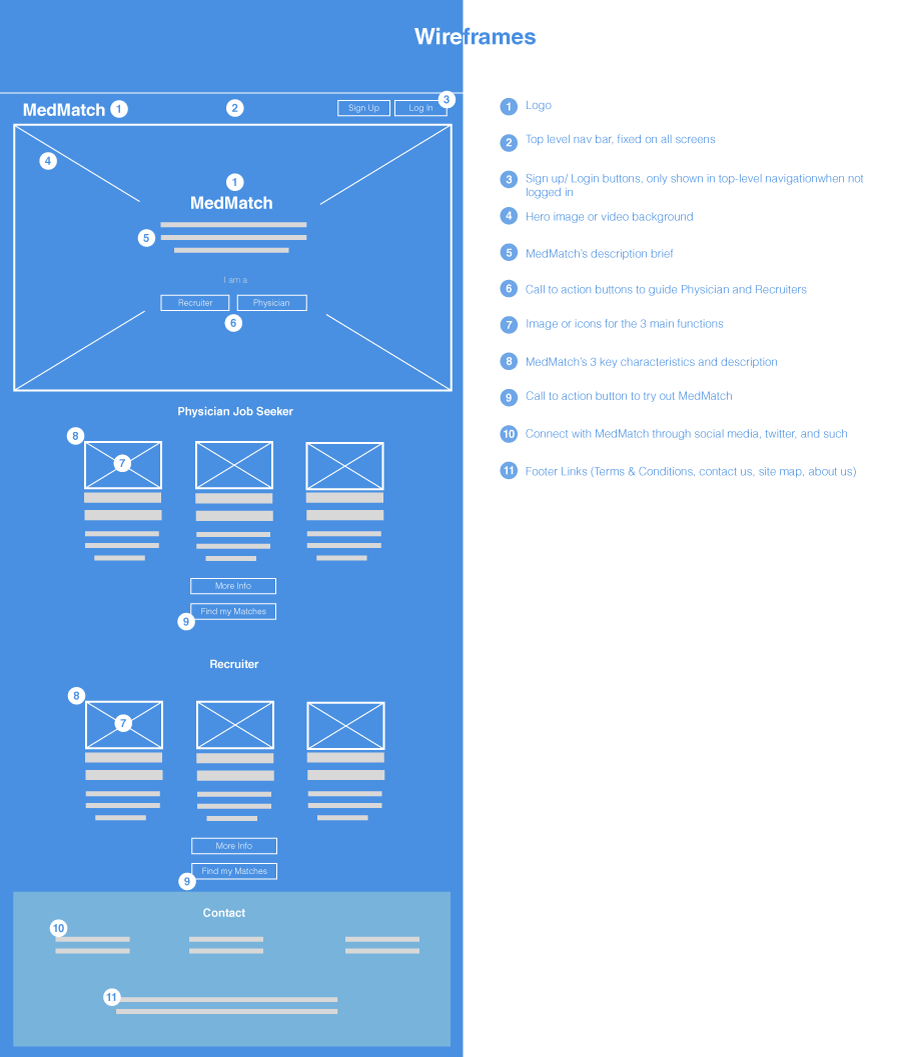 Wireframes
MedMatch 1
2
Sign Up
Log In
3
4
1
MedMatch
5
I am a
Recruiter
Physician
6
Physician Job Seeker
8
7
More Info
Find my Matches
9
Recruiter
8
7
More Info
Find my Matches
9
Contact
10
11
1 Logo
2 Top level nav bar, fixed on all screens
3 Sign up/ Login buttons, only shown in top-level navigationwhen not
logged in
4 Hero image or video background
5 MedMatch's description brief
6 Call to action buttons to guide Physician and Recruiters
7 Image or icons for the 3 main functions
8 MedMatch's 3 key characteristics and description
9 Call to action button to try out MedMatch
10 Connect with MedMatch through social media, twitter, and such
11 Footer Links (Terms & Conditions, contact us, site map, about us)